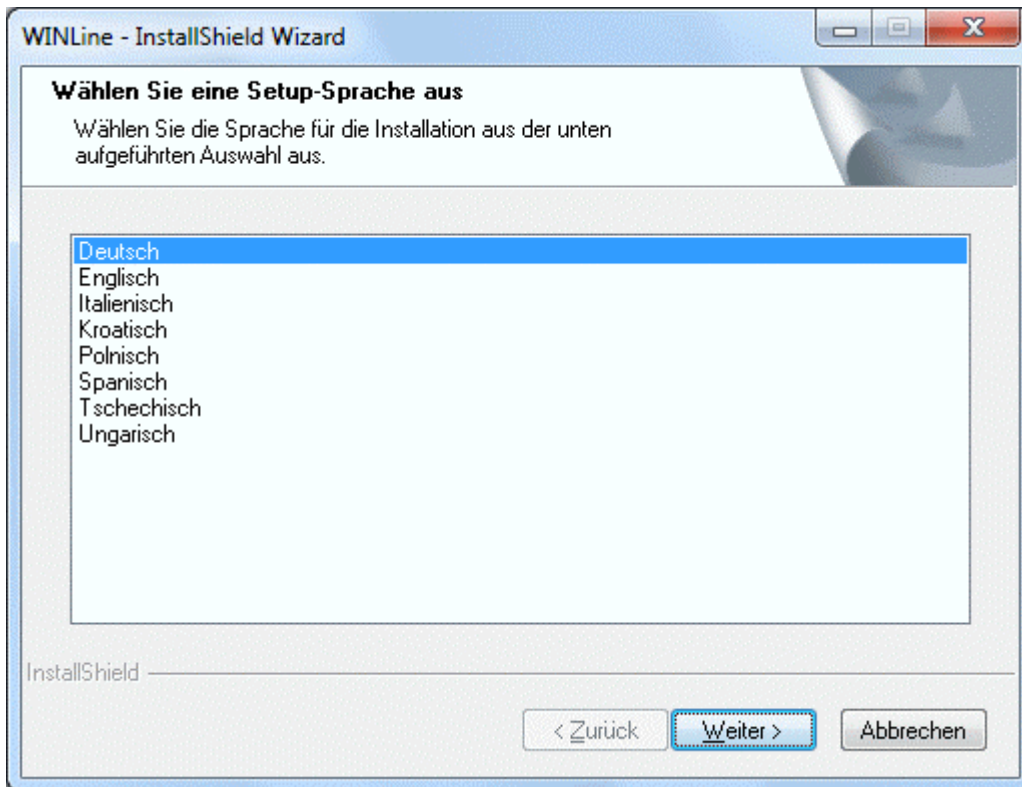 WINLine - InstallShield Wizard
Wählen Sie eine Setup-Sprache aus
Wählen Sie die Sprache für die Installation aus der unten
aufgeführten Auswahl aus.
Deutsch
Englisch
Italienisch
Kroatisch
Polnisch
Spanisch
Tschechisch
Ungarisch
InstallShield
< Zurück Weiter > Abbrechen